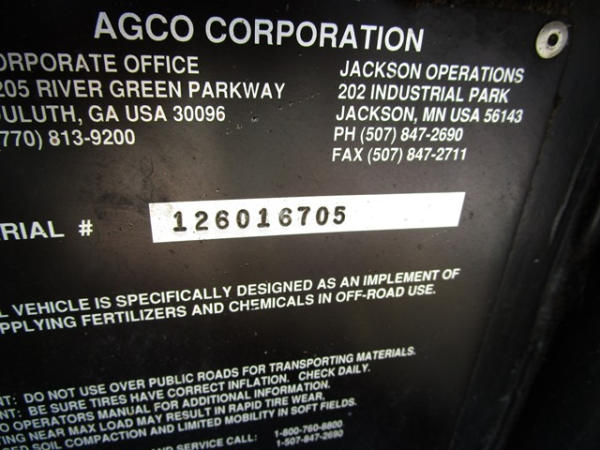 AGCO CORPORATION
ORPORATE OFFICE
205 RIVER GREEN PARKWAY
DULUTH, GA USA 30096
(770) 813-9200
JACKSON OPERATIONS
202 INDUSTRIAL PARK
JACKSON, MN USA 56143
PH (507) 847-2690
FAX (507) 847-2711
ERIAL # 126016705
VEHICLE IS SPECIFICALLY DESIGNED AS AN IMPLEMENT OF
PPLYING FERTILIZERS AND CHEMICALS IN OFF-ROAD USE.
NT: DO NOT USE OVER PUBLIC ROADS FOR TRANSPORTING MATERIALS.
NT: BE SURE TIRES HAVE CORRECT INFLATION. CHECK DAILY.
O OPERATORS MANUAL FOR ADDITIONAL INFORMATION.
TING NEAR MAX LOAD MAY RESULT IN RAPID TIRE WEAR,
SED SOIL COMPACTION AND LIMITED MOBILITY IN SOFT FIELDS.
AND SERVICE CALL: 1-800-760-8800
1-507-847-2690